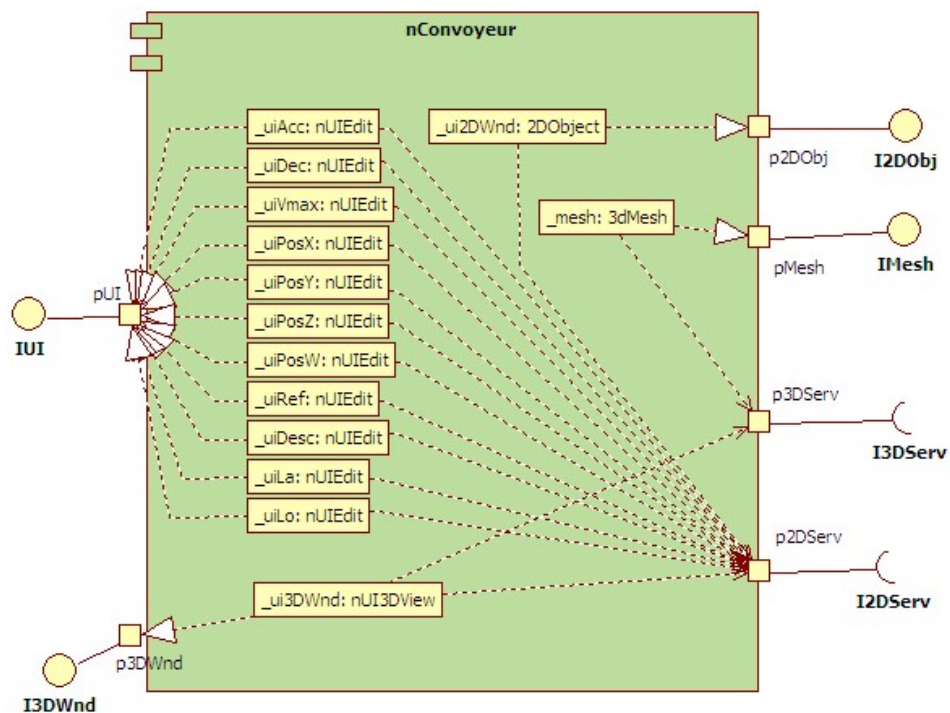 nConvoyeur
_uiAcc: nUIEdit
_ui2DWnd: 2DObject
p2DObj
I2DObj
_uiDec: nUIEdit
_uiVmax: nUIEdit
_mesh: 3dMesh
_uiPosX: nUIEdit
pMesh
IMesh
_uiPosY: nUIEdit
pUI
IUI
_uiPosZ: nUIEdit
_uiPosW: nUIEdit
_uiRef: nUIEdit
p3DServ
I3DServ
_uiDesc: nUIEdit
_uiLa: nUIEdit
_uiLo: nUIEdit
p2DServ
I2DServ
_ui3DWnd: nUI3DView
p3DWnd
I3DWnd